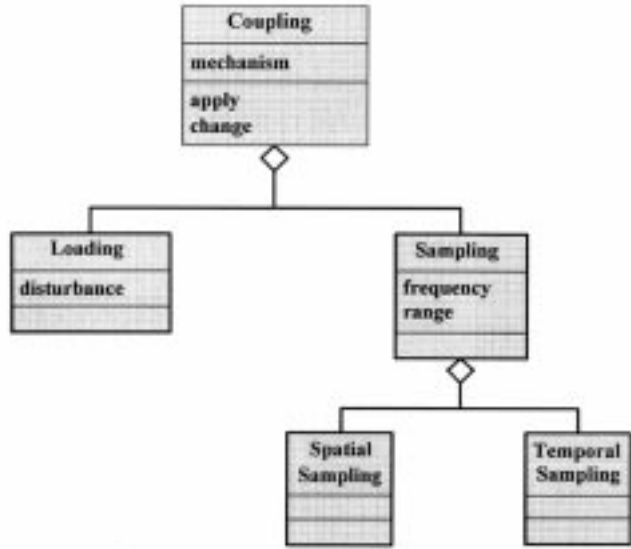 Coupling
mechanism
apply
change
Loading
disturbance
Sampling
frequency
range
Spatial
Sampling
Temporal
Sampling